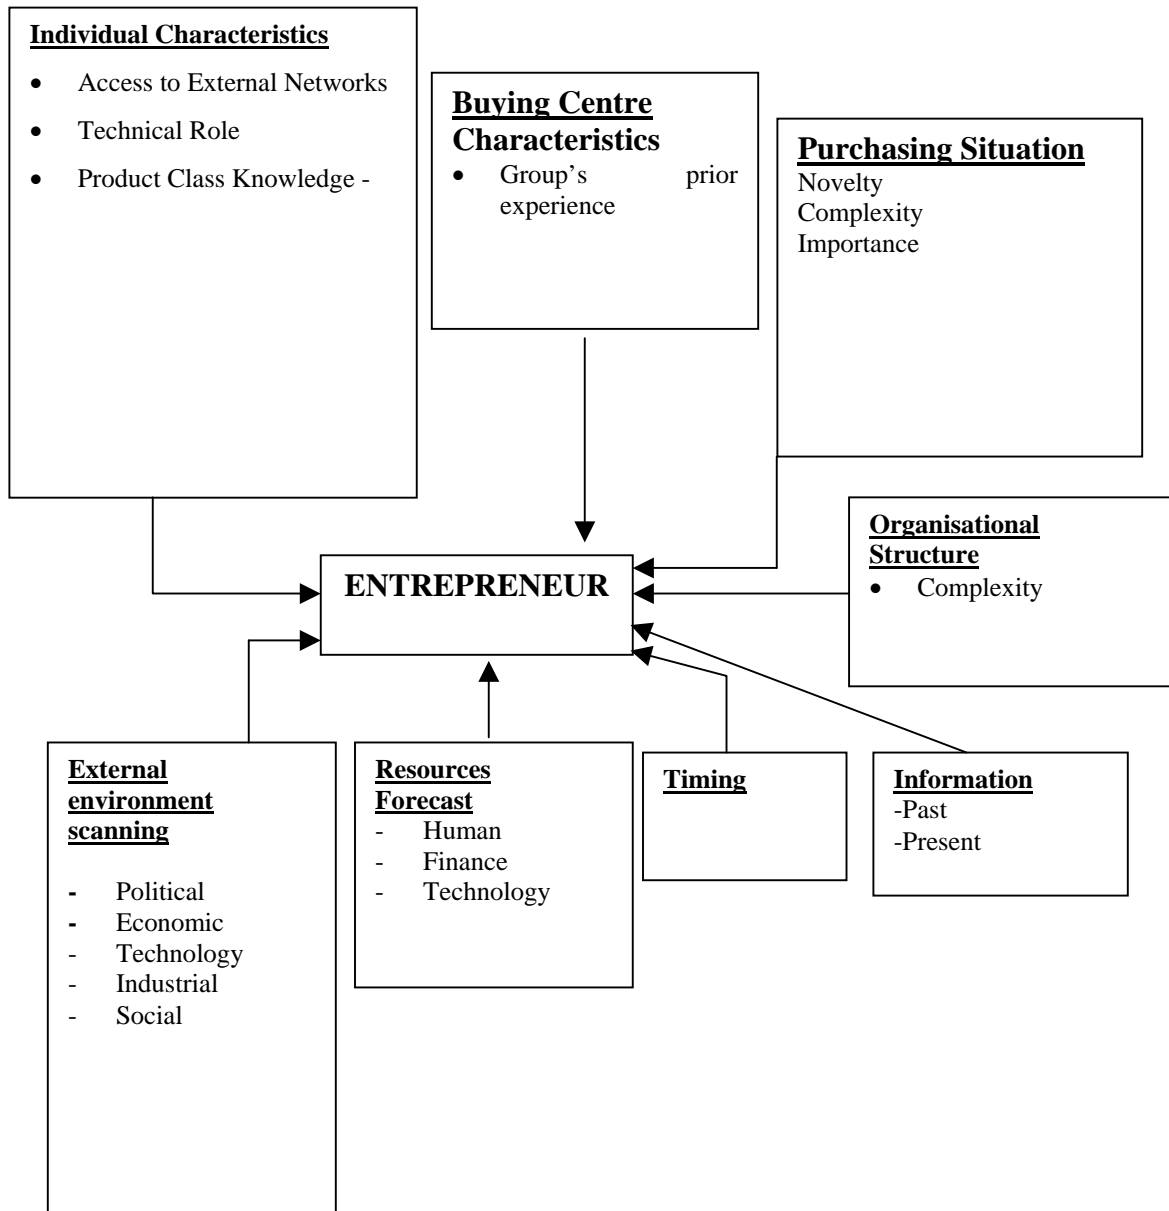 Individual Characteristics
• Access to External Networks
• Technical Role
• Product Class Knowledge -
Buying Centre
Characteristics
• Group’s prior
experience
Purchasing Situation
Novelty
Complexity
Importance
Organisational
Structure
• Complexity
ENTREPRENEUR
External
environment
scanning
- Political
- Economic
- Technology
- Industrial
- Social
Resources
Forecast
- Human
- Finance
- Technology
Timing
Information
-Past
-Present